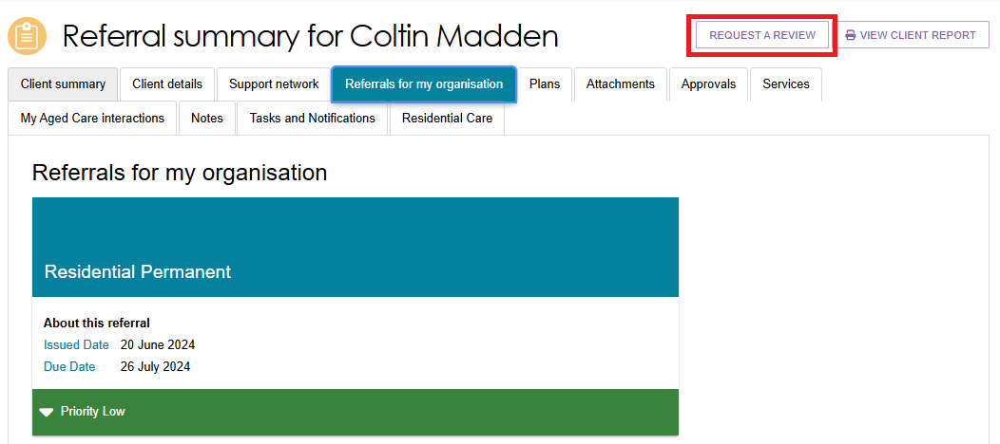 Referral summary for Coltin Madden
REQUEST A REVIEW
VIEW CLIENT REPORT
Client summary
Client details
Support network
Referrals for my organisation
Plans
Attachments
Approvals
Services
My Aged Care interactions
Notes
Tasks and Notifications
Residential Care
Referrals for my organisation
Residential Permanent
About this referral
Issued Date 20 June 2024
Due Date 26 July 2024
Priority Low